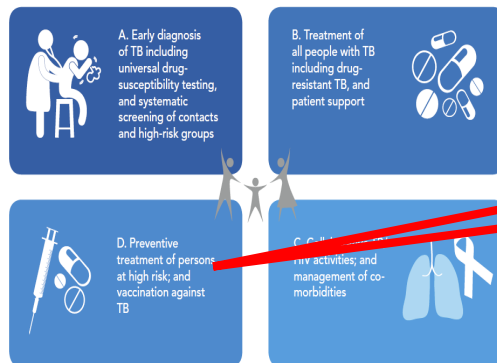 A. Early diagnosis
of TB including
universal drug-
susceptibility testing,
and systematic
screening of contacts
and high-risk groups
B. Treatment of
all people with TB
including drug-
resistant TB, and
patient support
D. Preventive
treatment of persons
at high risk; and
vaccination against
TB
C.
HIV activities; and
management of co-
morbidities